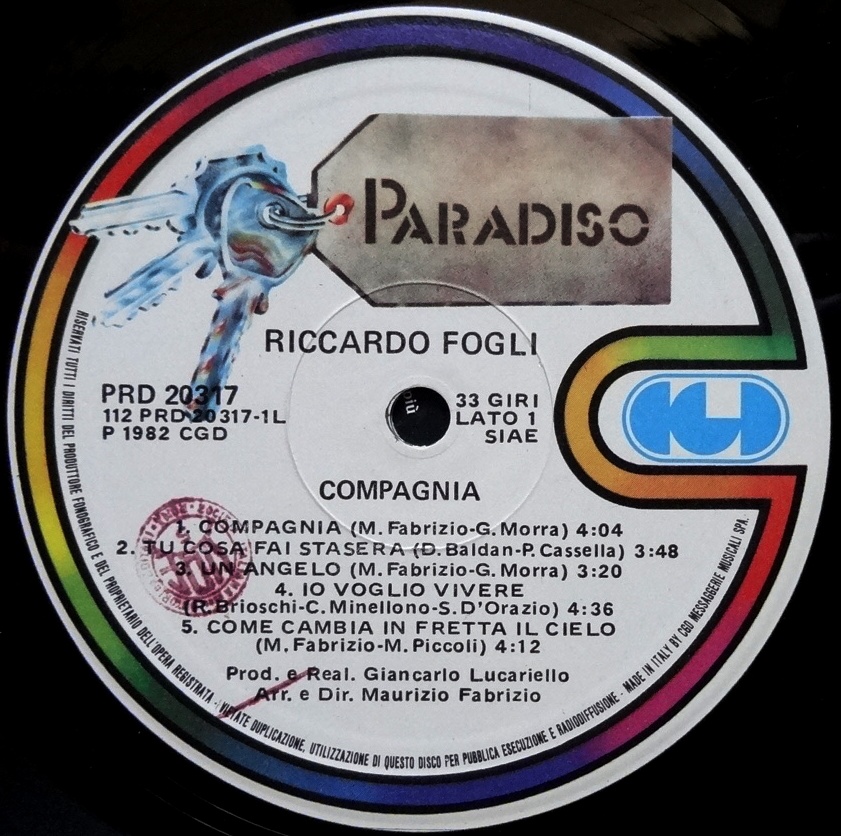 PARADISO
RICCARDO FOGLI
PRD 20317
112 PRD 20317-1L
P 1982 CGD
33 GIRI
LATO 1
SIAE
più
COMPAGNIA
1. COMPAGNIA (M. Fabrizio-G. Morra) 4:04
2. TU COSA FAI STASERA (D. Baldan-P. Cassella) 3:48
3. UN ANGELO (M. Fabrizio-G. Morra) 3:20
4. IO VOGLIO VIVERE
(R. Brioschi-C. Minellono-S. D'Orazio) 4:36
5. COME CAMBIA IN FRETTA IL CIELO
(M. Fabrizio-M. Piccoli) 4:12
Prod. e Real. Giancarlo Lucariello
Arr. e Dir. Maurizio Fabrizio
RISERVATI TUTTI I DIRITTI DEL PRODUTTORE FONOGRAFICO E DEL PROPRIETARIO DELL'OPERA REGISTRATA - VIETATE DUPLICAZIONE, UTILIZZAZIONE DI QUESTO DISCO PER PUBBLICA ESECUZIONE E RADIODIFFUSIONE - MADE IN ITALY BY CGD MESSAGGERIE MUSICALI SPA.